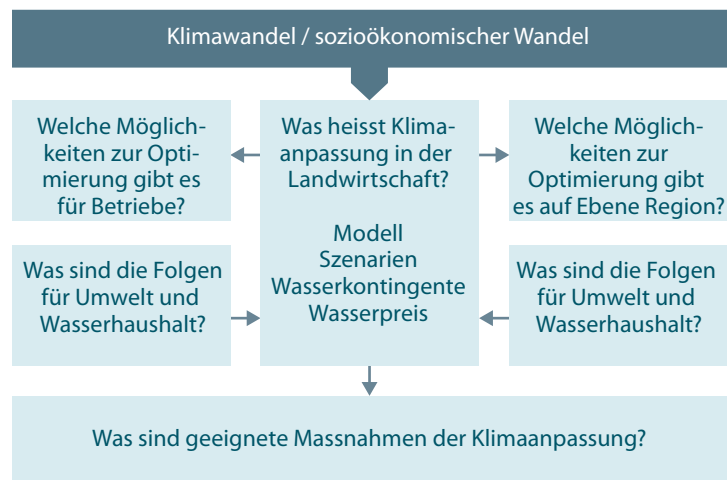 Klimawandel / sozioökonomischer Wandel
Welche Möglich-
keiten zur Opti-
mierung gibt es
für Betriebe?
Was heisst Klima-
anpassung in der
Landwirtschaft?
Modell
Szenarien
Wasserkontingente
Wasserpreis
Welche Möglich-
keiten zur
Optimierung gibt
es auf Ebene Region?
Was sind die Folgen
für Umwelt und
Wasserhaushalt?
Was sind die Folgen
für Umwelt und
Wasserhaushalt?
Was sind geeignete Massnahmen der Klimaanpassung?